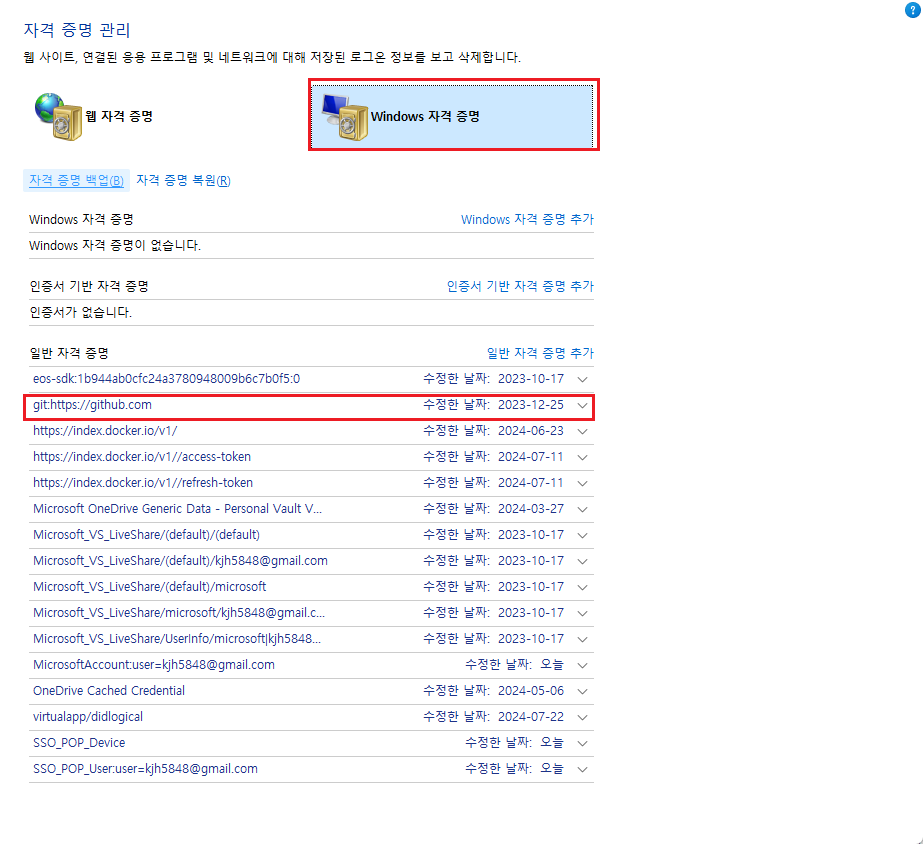 ?
자격 증명 관리
웹 사이트, 연결된 응용 프로그램 및 네트워크에 대해 저장된 로그온 정보를 보고 삭제합니다.
웹 자격 증명
Windows 자격 증명
자격 증명 백업(B) 자격 증명 복원(R)
Windows 자격 증명 Windows 자격 증명 추가
Windows 자격 증명이 없습니다.
인증서 기반 자격 증명 인증서 기반 자격 증명 추가
인증서가 없습니다.
일반 자격 증명 일반 자격 증명 추가
eos-sdk:1b944ab0cfc24a3780948009b6c7b0f5:0 수정한 날짜: 2023-10-17
git:https://github.com 수정한 날짜: 2023-12-25
https://index.docker.io/v1/ 수정한 날짜: 2024-06-23
https://index.docker.io/v1//access-token 수정한 날짜: 2024-07-11
https://index.docker.io/v1//refresh-token 수정한 날짜: 2024-07-11
Microsoft OneDrive Generic Data - Personal Vault V... 수정한 날짜: 2024-03-27
Microsoft_VS_LiveShare/(default)/(default) 수정한 날짜: 2023-10-17
Microsoft_VS_LiveShare/(default)/kjh5848@gmail.com 수정한 날짜: 2023-10-17
Microsoft_VS_LiveShare/(default)/microsoft 수정한 날짜: 2023-10-17
Microsoft_VS_LiveShare/microsoft/kjh5848@gmail.c... 수정한 날짜: 2023-10-17
Microsoft_VS_LiveShare/UserInfo/microsoft|kjh5848... 수정한 날짜: 2023-10-17
MicrosoftAccount:user=kjh5848@gmail.com 수정한 날짜: 오늘
OneDrive Cached Credential 수정한 날짜: 2024-05-06
virtualapp/didlogical 수정한 날짜: 2024-07-22
SSO_POP_Device 수정한 날짜: 오늘
SSO_POP_User:user=kjh5848@gmail.com 수정한 날짜: 오늘